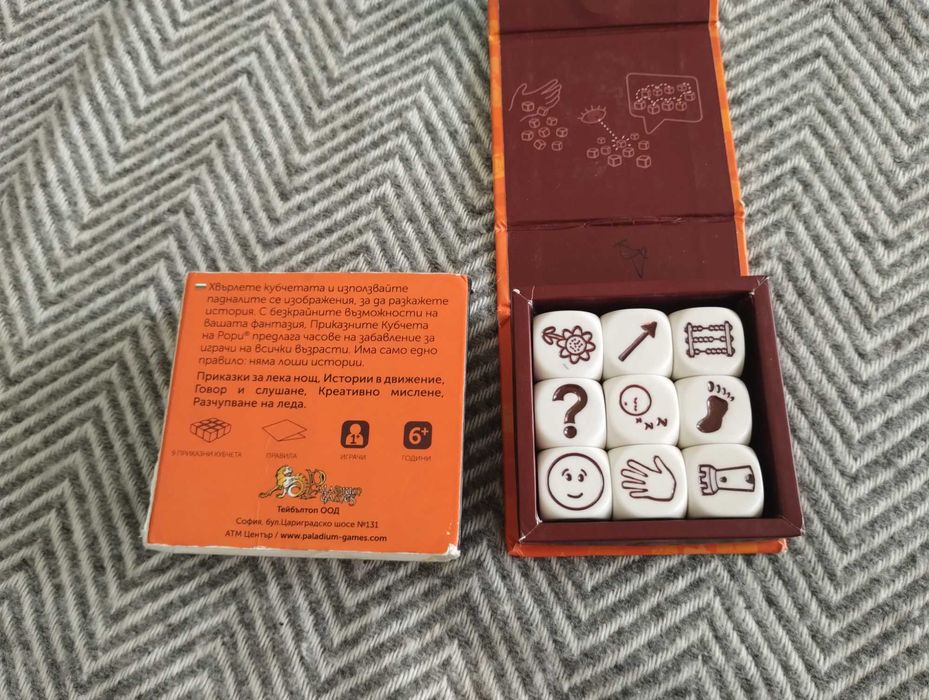 Хвърлете кубчетата и използвайте
падналите се изображения, за да разкажете
история. С безкрайните възможности на
вашата фантазия, Приказните Кубчета
на Рори® предлага часове на забавление за
играчи на всички възрасти. Има само едно
правило: няма лоши истории.
Приказки за лека нощ, Истории в движение,
Говор и слушане, Креативно мислене,
Разчупване на леда.
1+ 6+
9 ПРИКАЗНИ КУБЧЕТА ПРАВИЛА ИГРАЧИ ГОДИНИ
Тейбълтоп ООД
София, бул.Цариградско шосе №131
АТМ Център / www.paladium-games.com
?
z z z